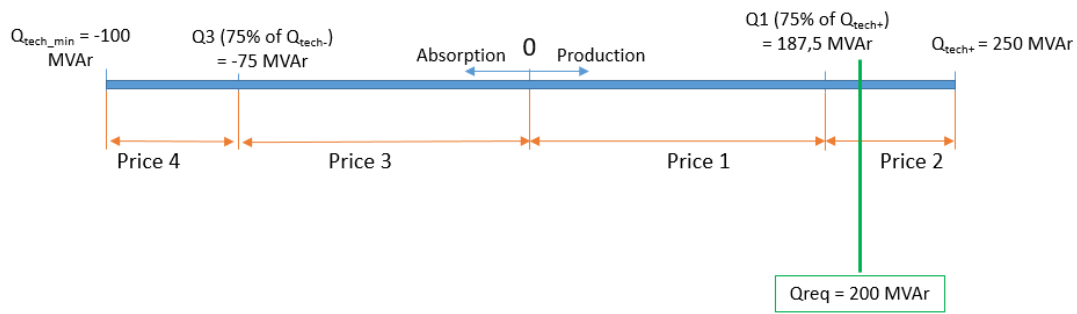 Qtech_min = -100
MVAr
Q3 (75% of Qtech-)
= -75 MVAr
Absorption
0
Production
Q1 (75% of Qtech+)
= 187,5 MVAr
Qtech+ = 250 MVAr
Price 4
Price 3
Price 1
Price 2
Qreq = 200 MVAr